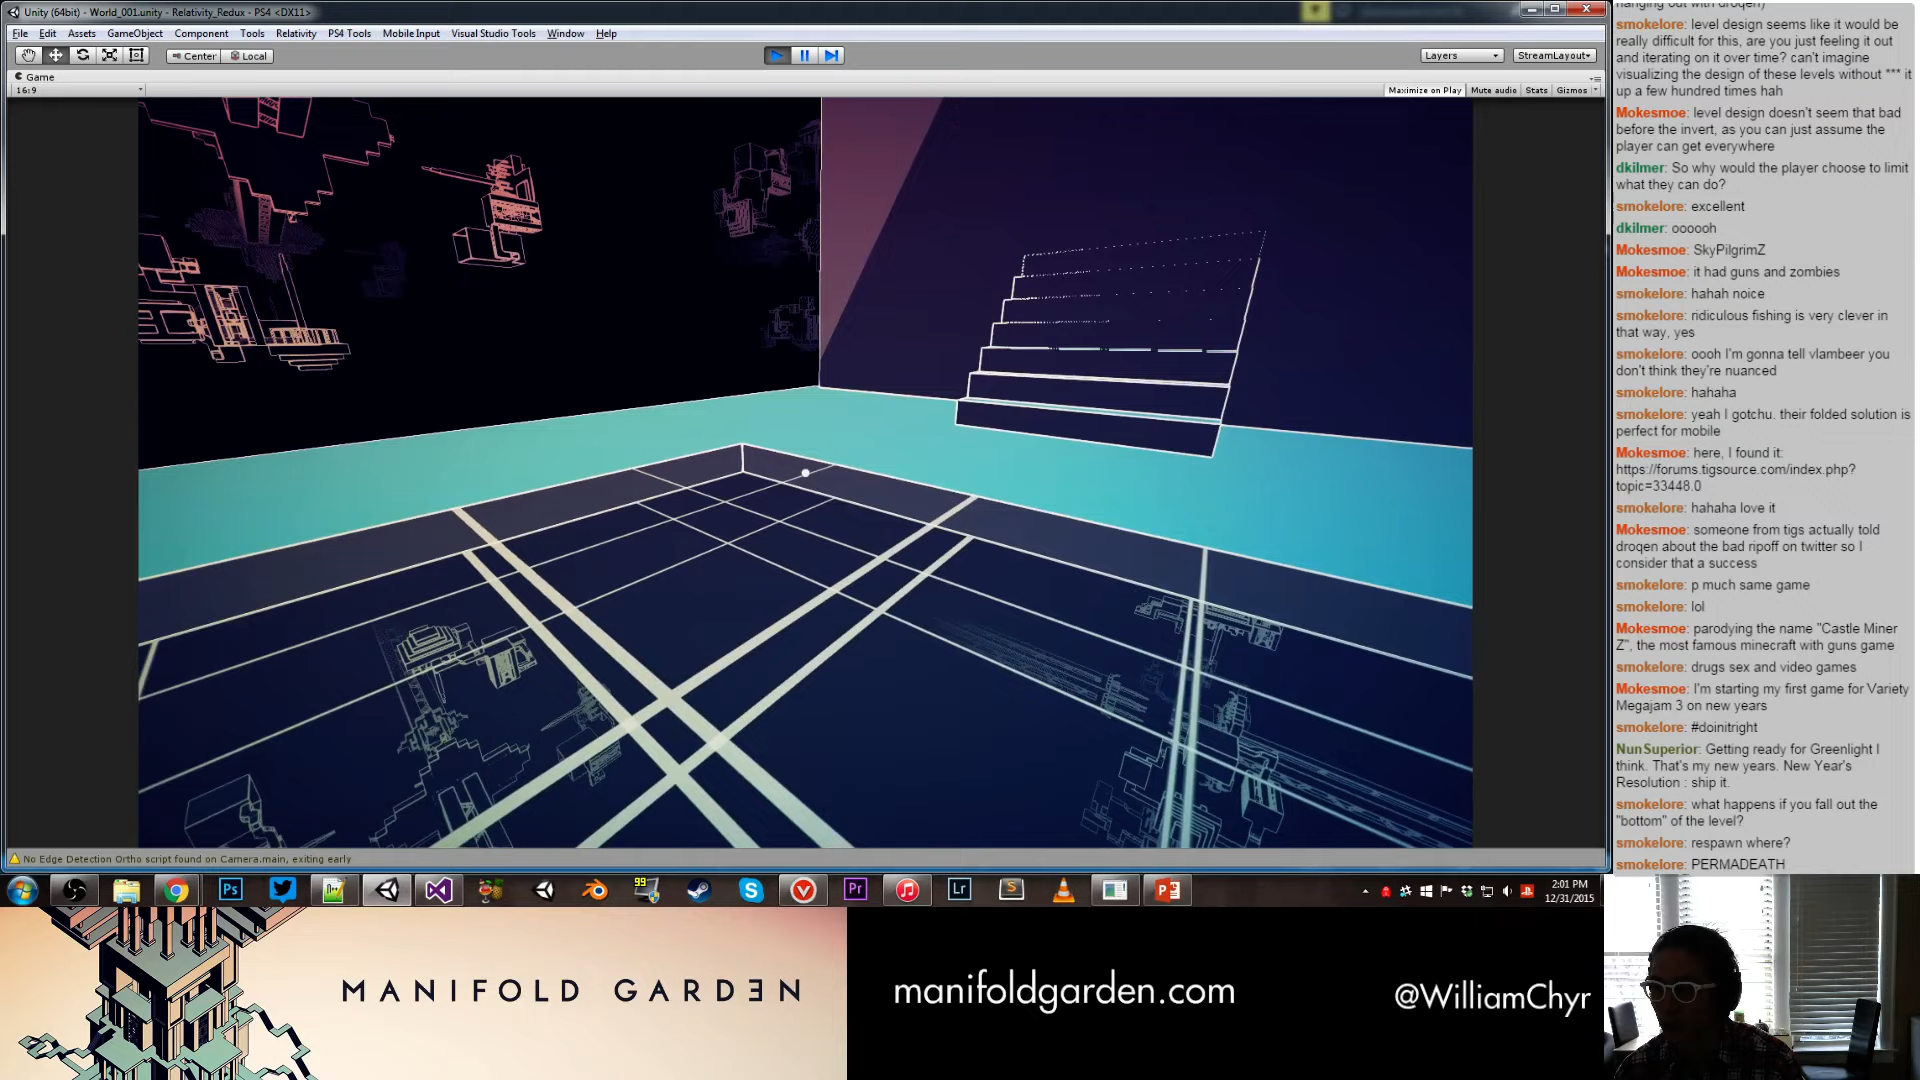 Unity (64bit) - World_001.unity - Relativity_Redux - PS4 <DX11>
File Edit Assets GameObject Component Tools Relativity PS4 Tools Mobile Input Visual Studio Tools Window Help
Center Local Layers StreamLayout
Game
16:9 Maximize on Play Mute audio Stats Gizmos
No Edge Detection Ortho script found on Camera.main, exiting early
2:01 PM
12/31/2015
hanging out with droqen)
smokelore: level design seems like it would be
really difficult for this, are you just feeling it out
and iterating on it over time? can't imagine
visualizing the design of these levels without *** it
up a few hundred times hah
Mokesmoe: level design doesn't seem that bad
before the invert, as you can just assume the
player can get everywhere
dkilmer: So why would the player choose to limit
what they can do?
smokelore: excellent
dkilmer: oooooh
Mokesmoe: SkyPilgrimZ
Mokesmoe: it had guns and zombies
smokelore: hahah noice
smokelore: ridiculous fishing is very clever in
that way, yes
smokelore: oooh I'm gonna tell vlambeer you
don't think they're nuanced
smokelore: hahaha
smokelore: yeah I gotchu. their folded solution is
perfect for mobile
Mokesmoe: here, I found it:
https://forums.tigsource.com/index.php?
topic=33448.0
smokelore: hahaha love it
Mokesmoe: someone from tigs actually told
droqen about the bad ripoff on twitter so I
consider that a success
smokelore: p much same game
smokelore: lol
Mokesmoe: parodying the name "Castle Miner
Z", the most famous minecraft with guns game
smokelore: drugs sex and video games
Mokesmoe: I'm starting my first game for Variety
Megajam 3 on new years
smokelore: #doinitright
NunSuperior: Getting ready for Greenlight I
think. That's my new years. New Year's
Resolution : ship it.
smokelore: what happens if you fall out the
"bottom" of the level?
smokelore: respawn where?
smokelore: PERMADEATH
Ps
99
Pr
Lr
S
MANIFOLD GARDƎN
manifoldgarden.com
@WilliamChyr